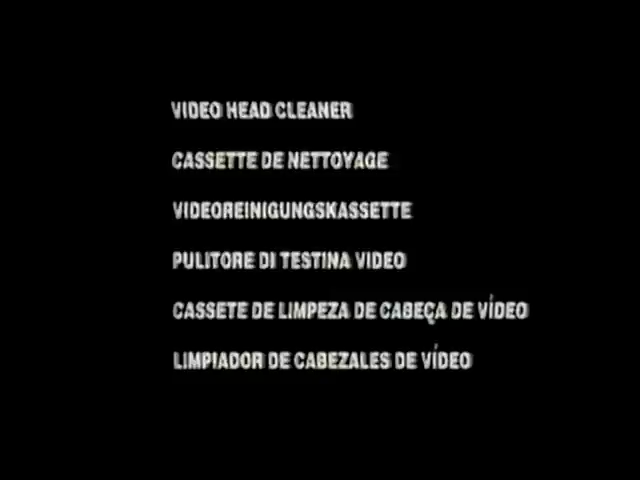 VIDEO HEAD CLEANER
CASSETTE DE NETTOYAGE
VIDEOREINIGUNGSKASSETTE
PULITORE DI TESTINA VIDEO
CASSETE DE LIMPEZA DE CABEÇA DE VÍDEO
LIMPIADOR DE CABEZALES DE VÍDEO